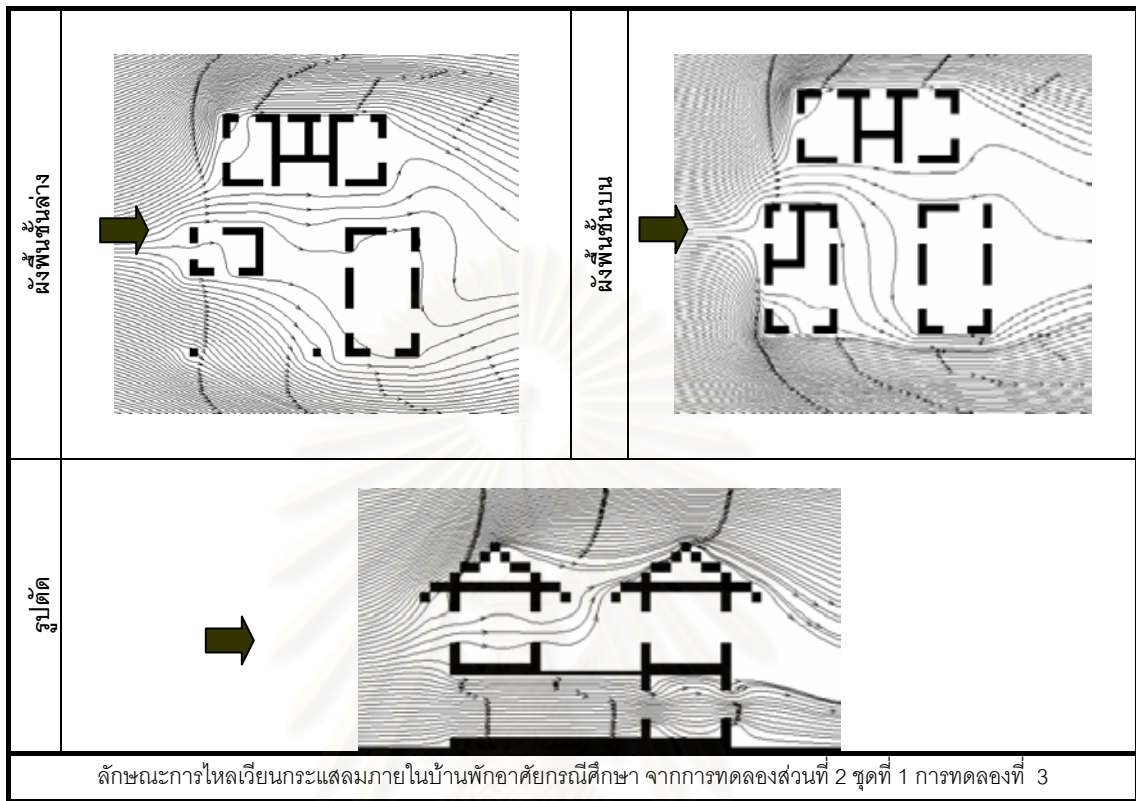 ผังพื้นชั้นล่าง
ผังพื้นชั้นบน
รูปตัด
ลักษณะการไหลเวียนกระแสลมภายในบ้านพักอาศัยกรณีศึกษา จากการทดลองส่วนที่ 2 ชุดที่ 1 การทดลองที่ 3